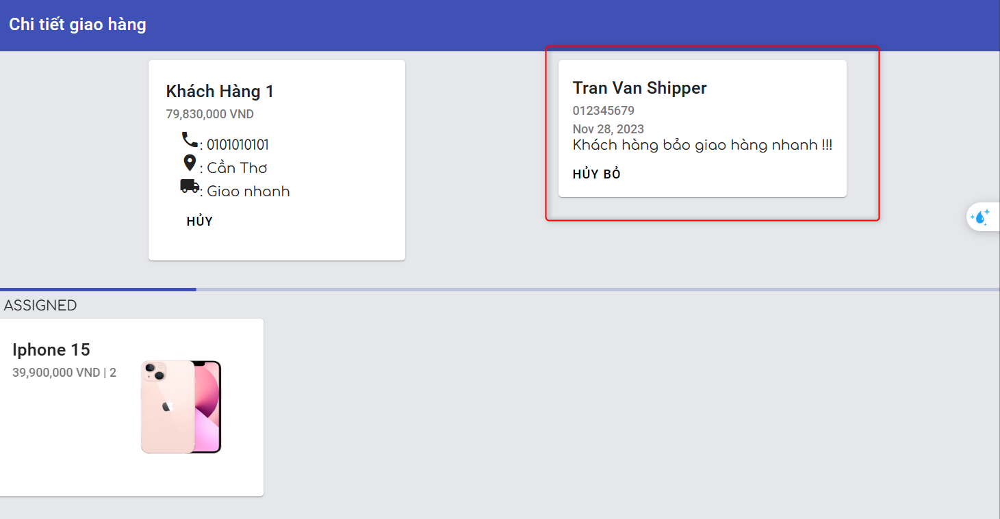 Chi tiết giao hàng
Khách Hàng 1
79,830,000 VND
: 0101010101
: Cần Thơ
: Giao nhanh
HỦY
Tran Van Shipper
012345679
Nov 28, 2023
Khách hàng bảo giao hàng nhanh !!!
HỦY BỎ
ASSIGNED
Iphone 15
39,900,000 VND | 2